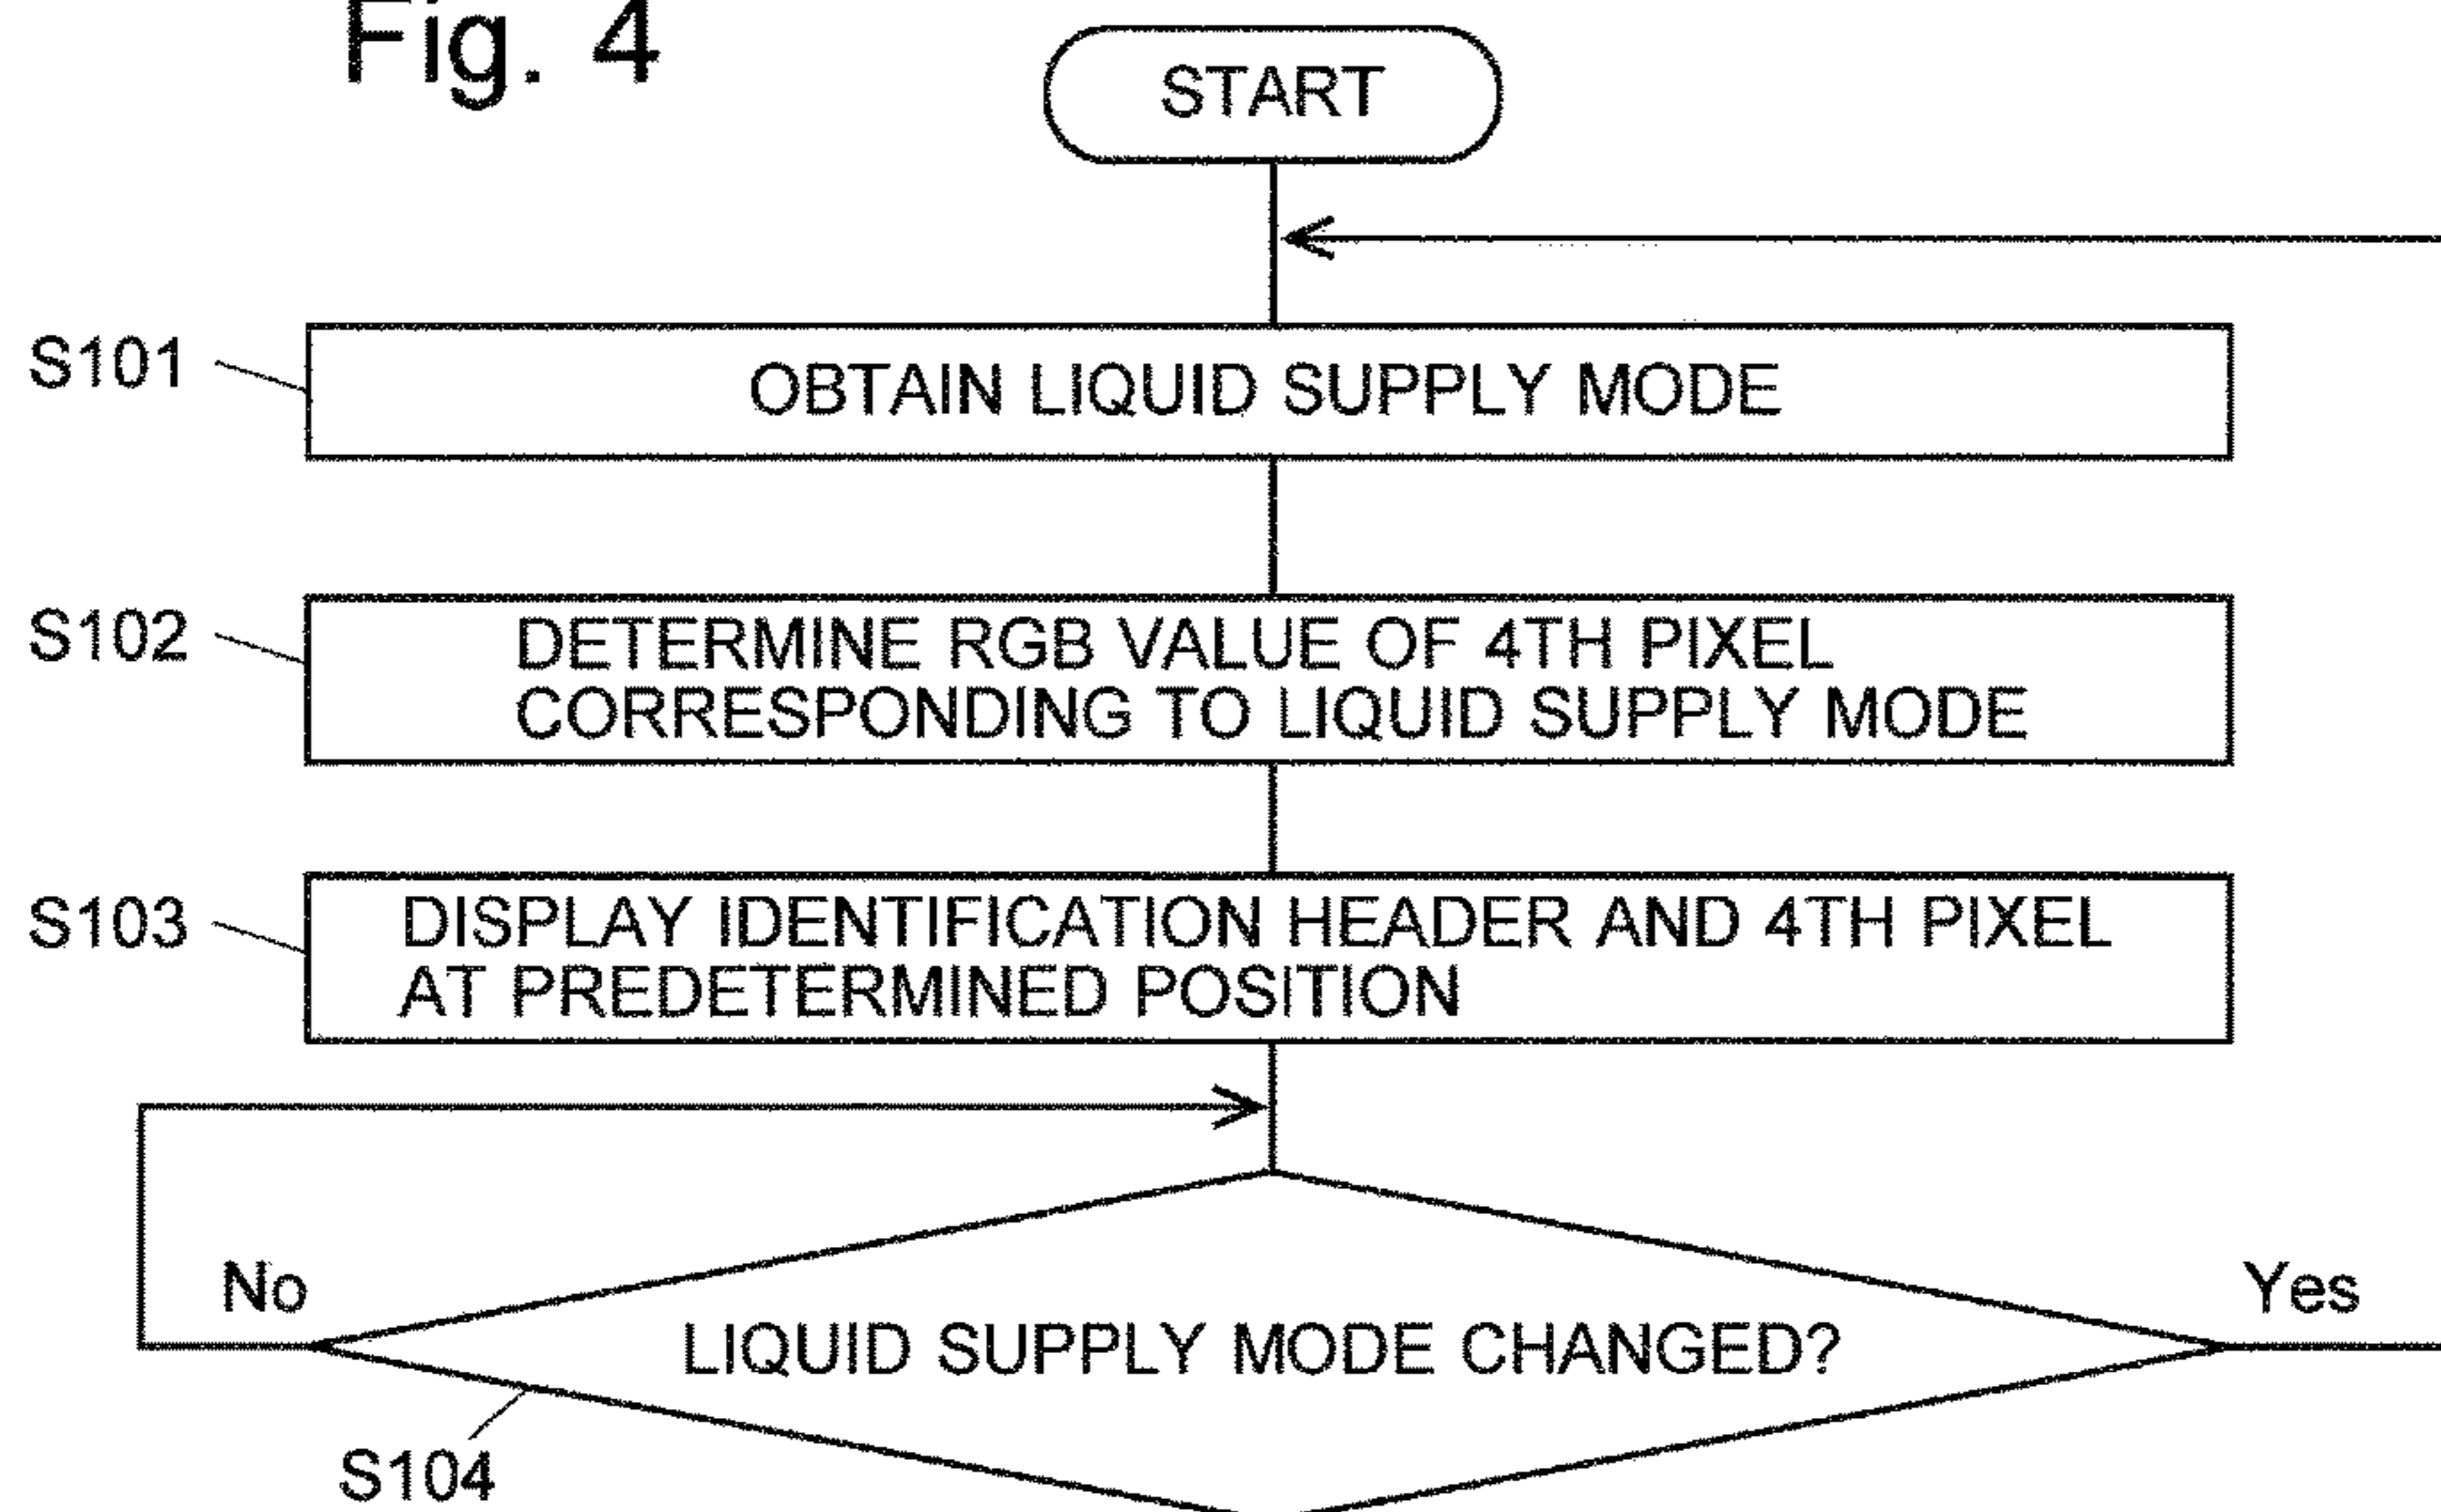 Fig. 4
START
S101
OBTAIN LIQUID SUPPLY MODE
S102
DETERMINE RGB VALUE OF 4TH PIXEL
CORRESPONDING TO LIQUID SUPPLY MODE
S103
DISPLAY IDENTIFICATION HEADER AND 4TH PIXEL
AT PREDETERMINED POSITION
No
Yes
LIQUID SUPPLY MODE CHANGED?
S104